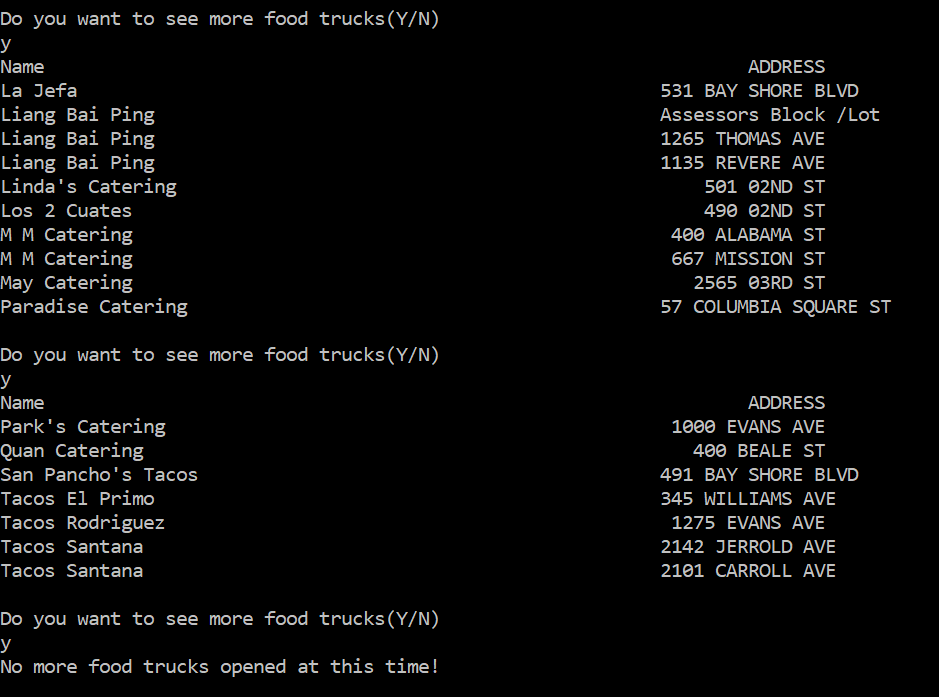 Do you want to see more food trucks(Y/N)
y
Name ADDRESS
La Jefa 531 BAY SHORE BLVD
Liang Bai Ping Assessors Block /Lot
Liang Bai Ping 1265 THOMAS AVE
Liang Bai Ping 1135 REVERE AVE
Linda's Catering 501 02ND ST
Los 2 Cuates 490 02ND ST
M M Catering 400 ALABAMA ST
M M Catering 667 MISSION ST
May Catering 2565 03RD ST
Paradise Catering 57 COLUMBIA SQUARE ST
Do you want to see more food trucks(Y/N)
y
Name ADDRESS
Park's Catering 1000 EVANS AVE
Quan Catering 400 BEALE ST
San Pancho's Tacos 491 BAY SHORE BLVD
Tacos El Primo 345 WILLIAMS AVE
Tacos Rodriguez 1275 EVANS AVE
Tacos Santana 2142 JERROLD AVE
Tacos Santana 2101 CARROLL AVE
Do you want to see more food trucks(Y/N)
y
No more food trucks opened at this time!